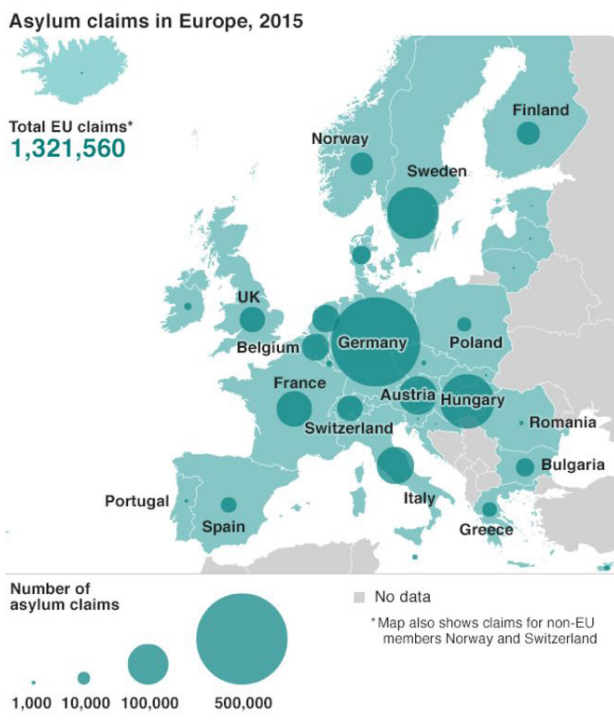 Asylum claims in Europe, 2015
Total EU claims*
1,321,560
Finland
Norway
Sweden
UK
Belgium
Germany
Poland
France
Austria
Hungary
Switzerland
Romania
Bulgaria
Portugal
Spain
Italy
Greece
Number of
asylum claims
1,000
10,000
100,000
500,000
No data
*Map also shows claims for non-EU
members Norway and Switzerland